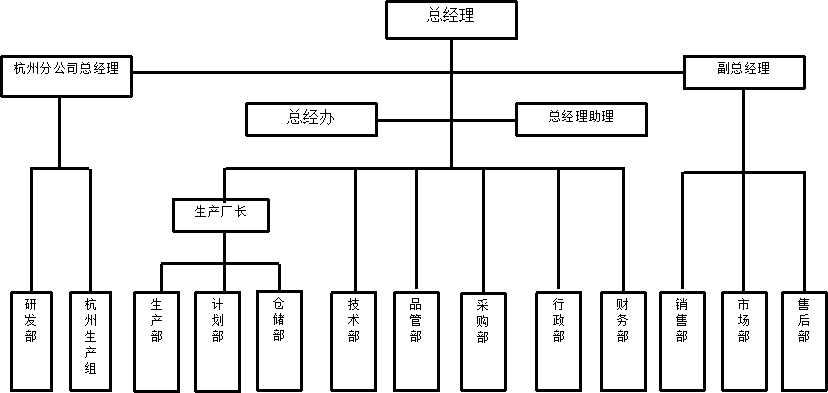 总经理
杭州分公司总经理
副总经理
总经办
总经理助理
生产厂长
研发部
杭州生产组
生产部
计划部
仓储部
技术部
品管部
采购部
行政部
财务部
销售部
市场部
售后部